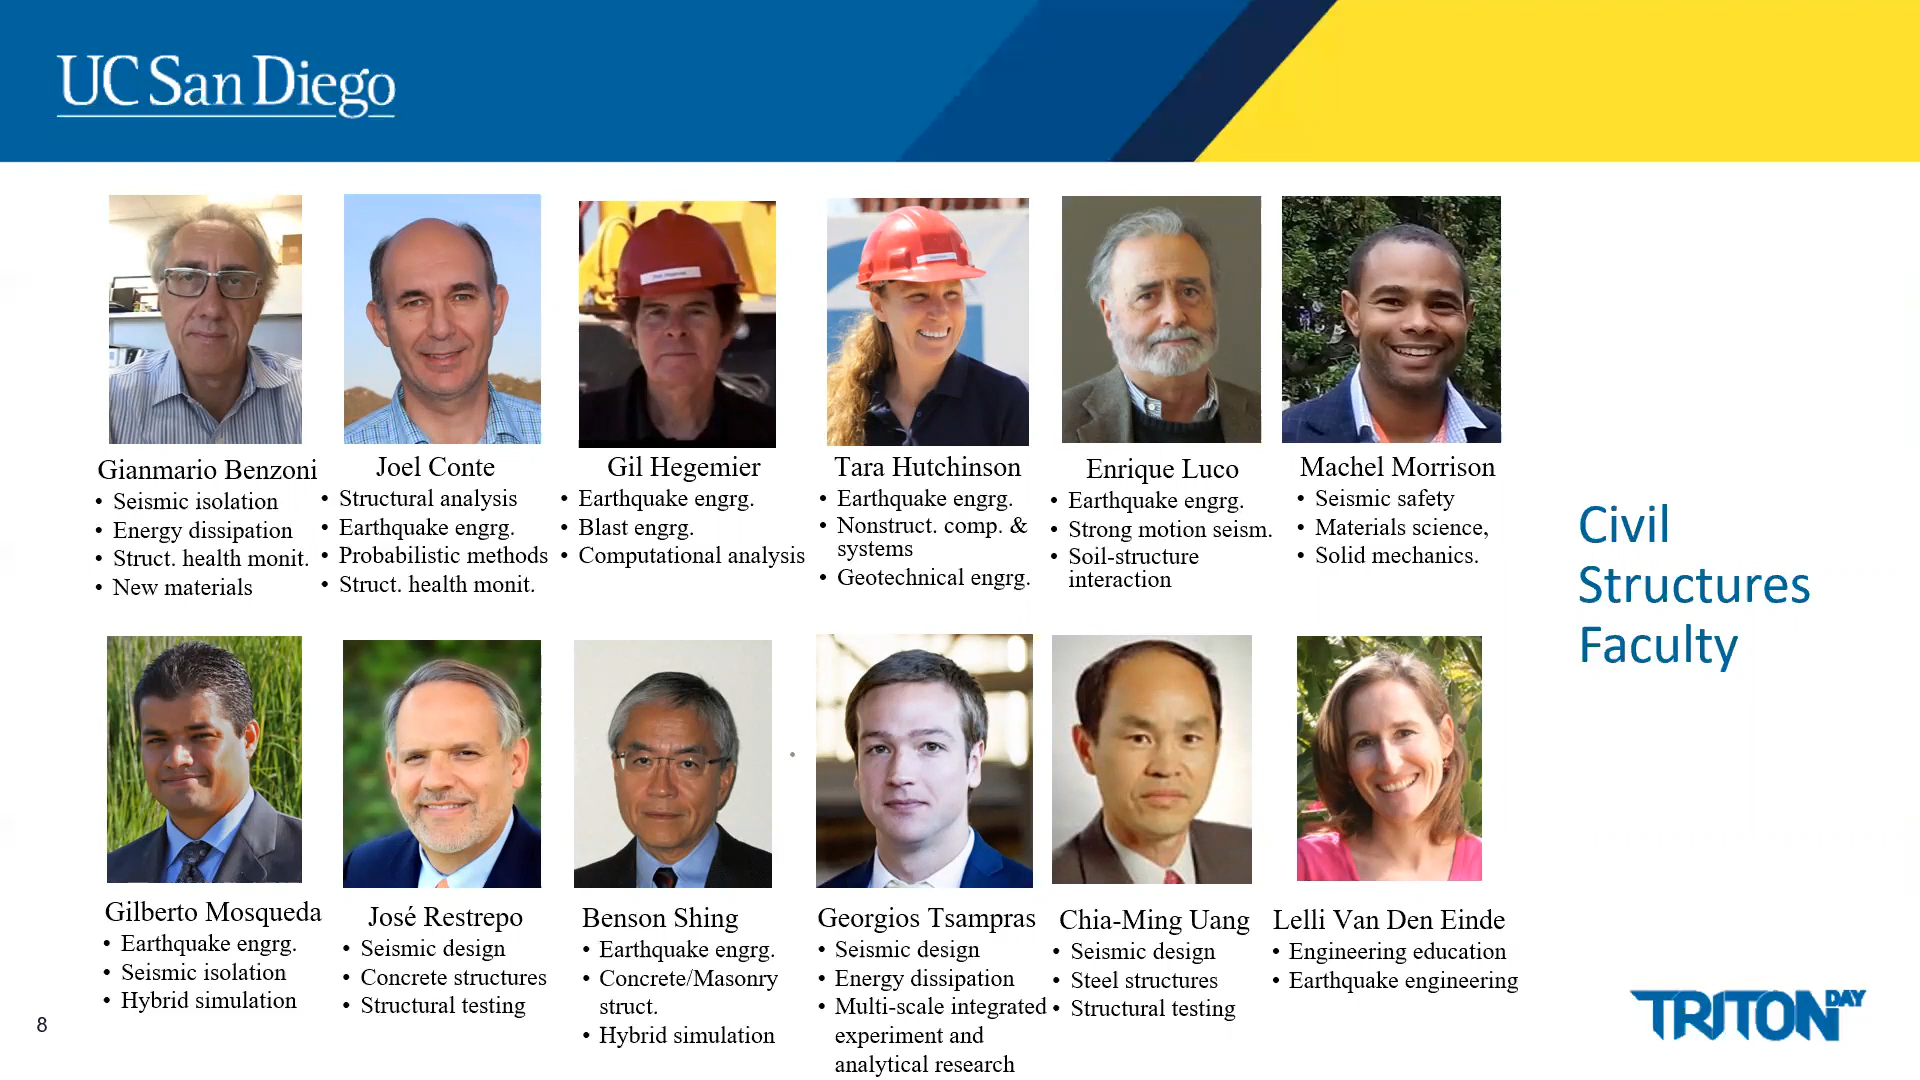 UC San Diego
Gianmario Benzoni
• Seismic isolation
• Energy dissipation
• Struct. health monit.
• New materials
Joel Conte
• Structural analysis
• Earthquake engrg.
• Probabilistic methods
• Struct. health monit.
Gil Hegemier
• Earthquake engrg.
• Blast engrg.
• Computational analysis
Tara Hutchinson
• Earthquake engrg.
• Nonstruct. comp. &
systems
• Geotechnical engrg.
Enrique Luco
• Earthquake engrg.
• Strong motion seism.
• Soil-structure
interaction
Machel Morrison
• Seismic safety
• Materials science,
• Solid mechanics.
Civil
Structures
Faculty
Gilberto Mosqueda
• Earthquake engrg.
• Seismic isolation
• Hybrid simulation
José Restrepo
• Seismic design
• Concrete structures
• Structural testing
Benson Shing
• Earthquake engrg.
• Concrete/Masonry
struct.
• Hybrid simulation
Georgios Tsampras
• Seismic design
• Energy dissipation
• Multi-scale integrated
experiment and
analytical research
Chia-Ming Uang
• Seismic design
• Steel structures
• Structural testing
Lelli Van Den Einde
• Engineering education
• Earthquake engineering
8
TRITON DAY